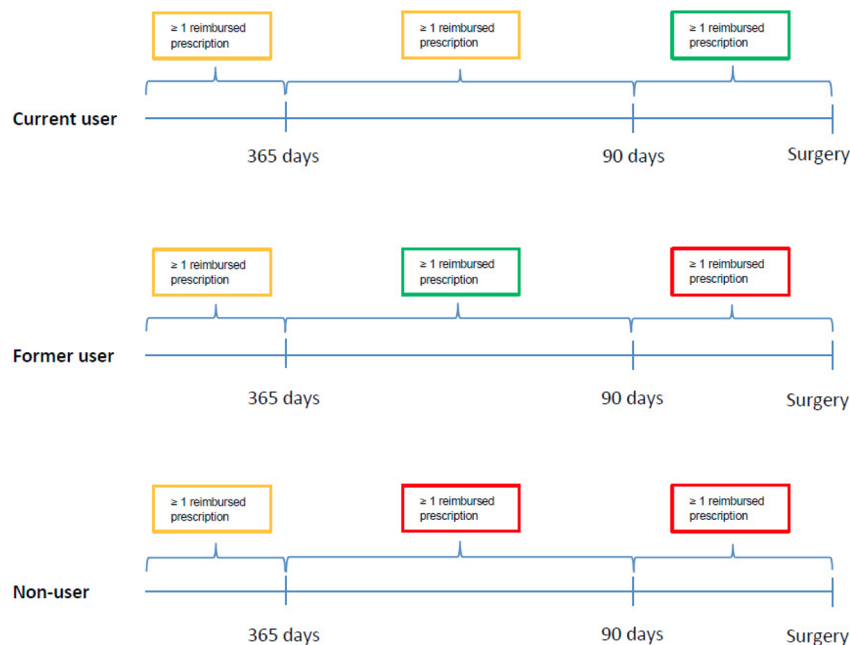 ≥ 1 reimbursed
prescription
≥ 1 reimbursed
prescription
≥ 1 reimbursed
prescription
Current user
365 days
90 days
Surgery
≥ 1 reimbursed
prescription
≥ 1 reimbursed
prescription
≥ 1 reimbursed
prescription
Former user
365 days
90 days
Surgery
≥ 1 reimbursed
prescription
≥ 1 reimbursed
prescription
≥ 1 reimbursed
prescription
Non-user
365 days
90 days
Surgery